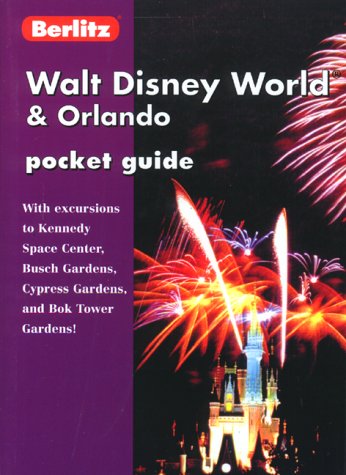 Berlitz
Walt Disney World®
& Orlando
pocket guide
With excursions
to Kennedy
Space Center,
Busch Gardens,
Cypress Gardens,
and Bok Tower
Gardens!